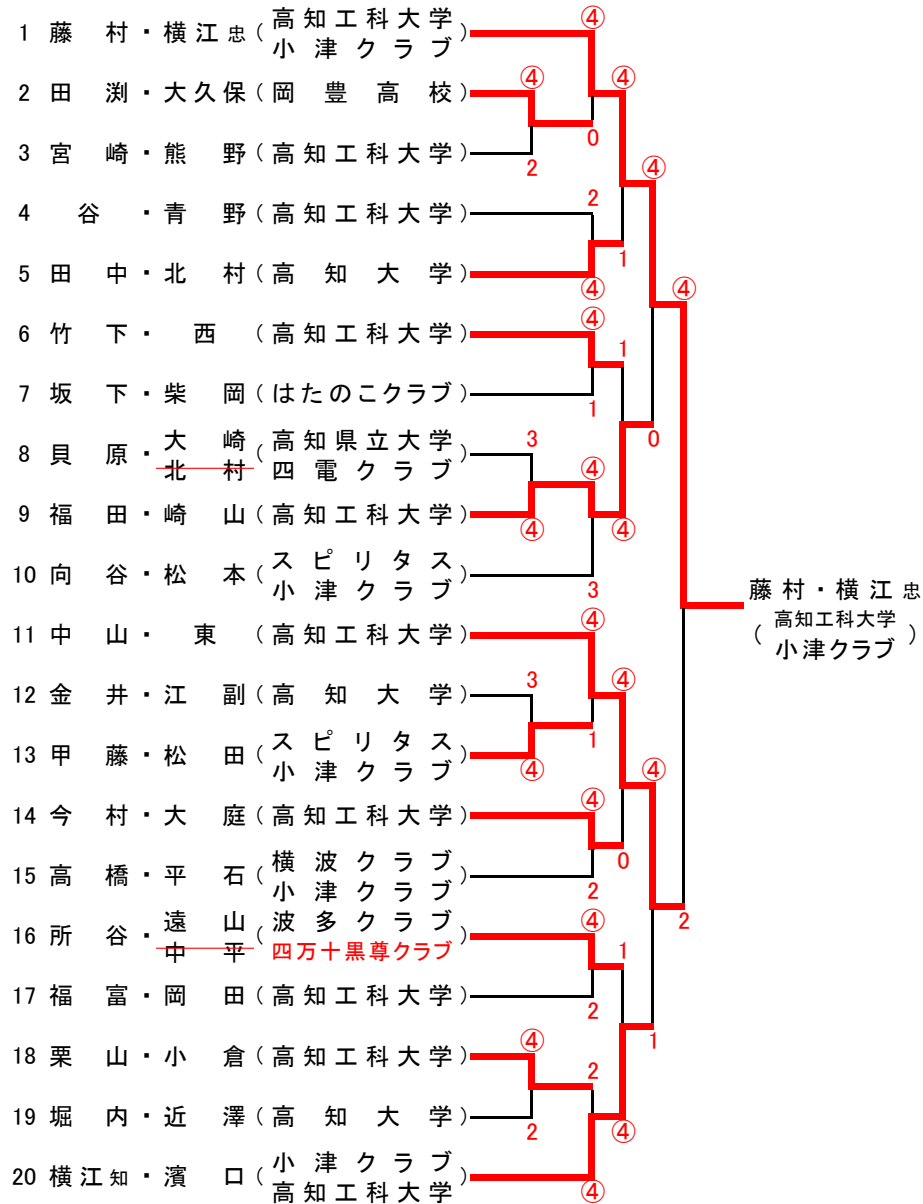 1 藤村・横江忠(高知工科大学 小津クラブ)
④
2 田渕・大久保(岡豊高校)
④
④
0
3 宮崎・熊野(高知工科大学)
2
④
4 谷・青野(高知工科大学)
2
1
5 田中・北村(高知大学)
④
④
6 竹下・西(高知工科大学)
④
1
7 坂下・柴岡(はたのこクラブ)
1
0
8 貝原・大崎 北村(高知県立大学 四電クラブ)
3
④
9 福田・崎山(高知工科大学)
④
④
10 向谷・松本(スピリタス 小津クラブ)
3
藤村・横江忠
(高知工科大学 小津クラブ)
11 中山・東(高知工科大学)
④
12 金井・江副(高知大学)
3
④
1
13 甲藤・松田(スピリタス 小津クラブ)
④
④
14 今村・大庭(高知工科大学)
④
0
15 高橋・平石(横波クラブ 小津クラブ)
2
2
16 所谷・遠山 中平(波多クラブ 四万十黒尊クラブ)
④
1
17 福富・岡田(高知工科大学)
2
1
18 栗山・小倉(高知工科大学)
④
2
19 堀内・近澤(高知大学)
2
④
20 横江知・濱口(小津クラブ 高知工科大学)
④